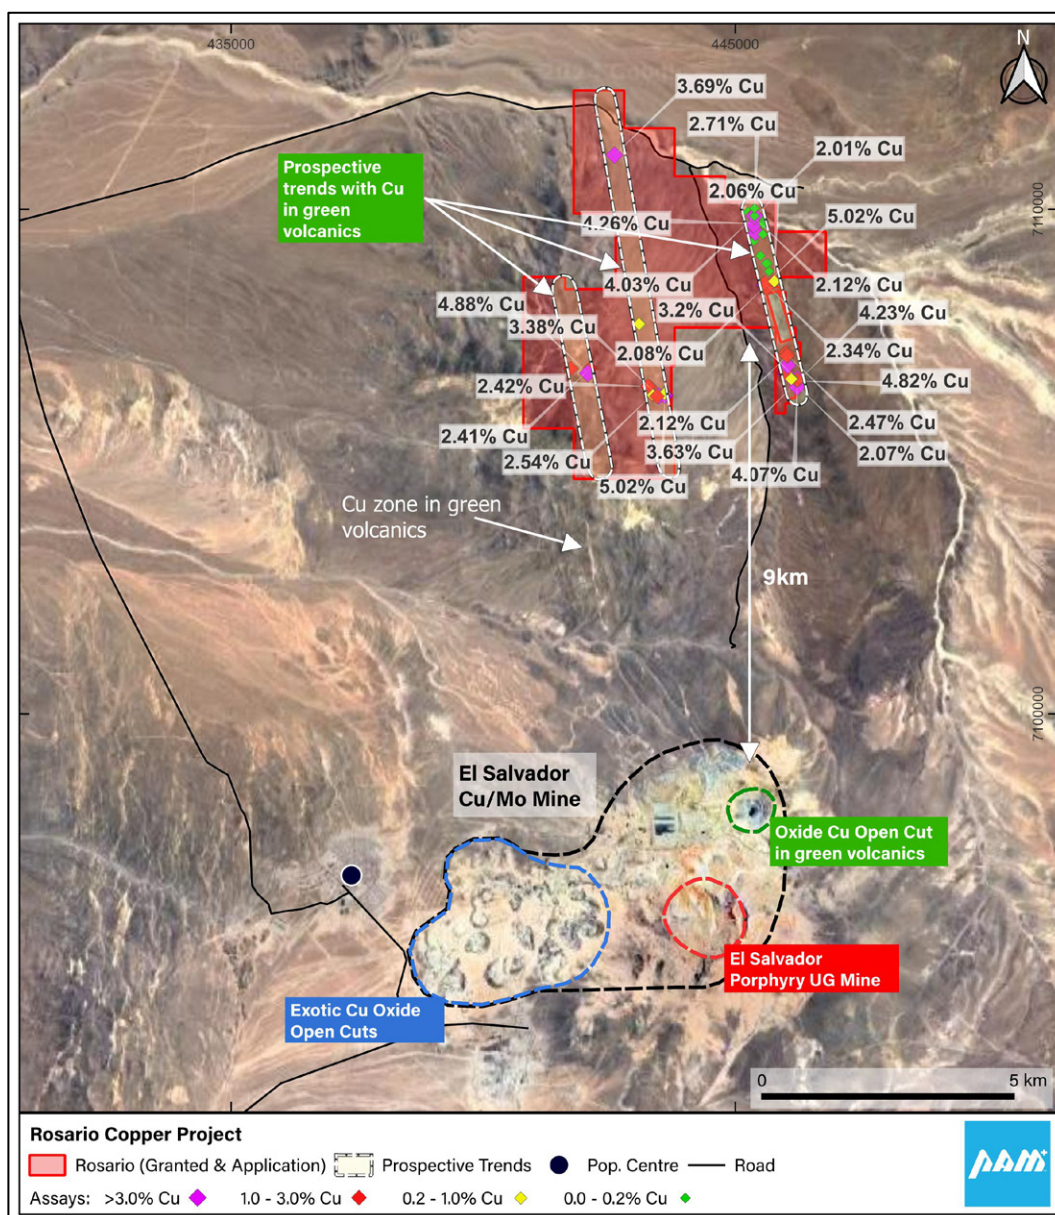 435000
445000
N
3.69% Cu
2.71% Cu
2.01% Cu
Prospective
trends with Cu
in green
volcanics
2.06% Cu
7110000
4.26% Cu
5.02% Cu
4.03% Cu
2.12% Cu
4.88% Cu
3.2% Cu
4.23% Cu
3.38% Cu
2.08% Cu
2.34% Cu
2.42% Cu
4.82% Cu
2.12% Cu
2.47% Cu
2.41% Cu
3.63% Cu
2.07% Cu
2.54% Cu
4.07% Cu
5.02% Cu
Cu zone in green
volcanics
9km
7100000
El Salvador
Cu/Mo Mine
Oxide Cu Open Cut
in green volcanics
El Salvador
Porphyry UG Mine
Exotic Cu Oxide
Open Cuts
0
5 km
Rosario Copper Project
Rosario (Granted & Application)
Prospective Trends
Pop. Centre
Road
Assays: >3.0% Cu
1.0 - 3.0% Cu
0.2 - 1.0% Cu
0.0 - 0.2% Cu
PAM+